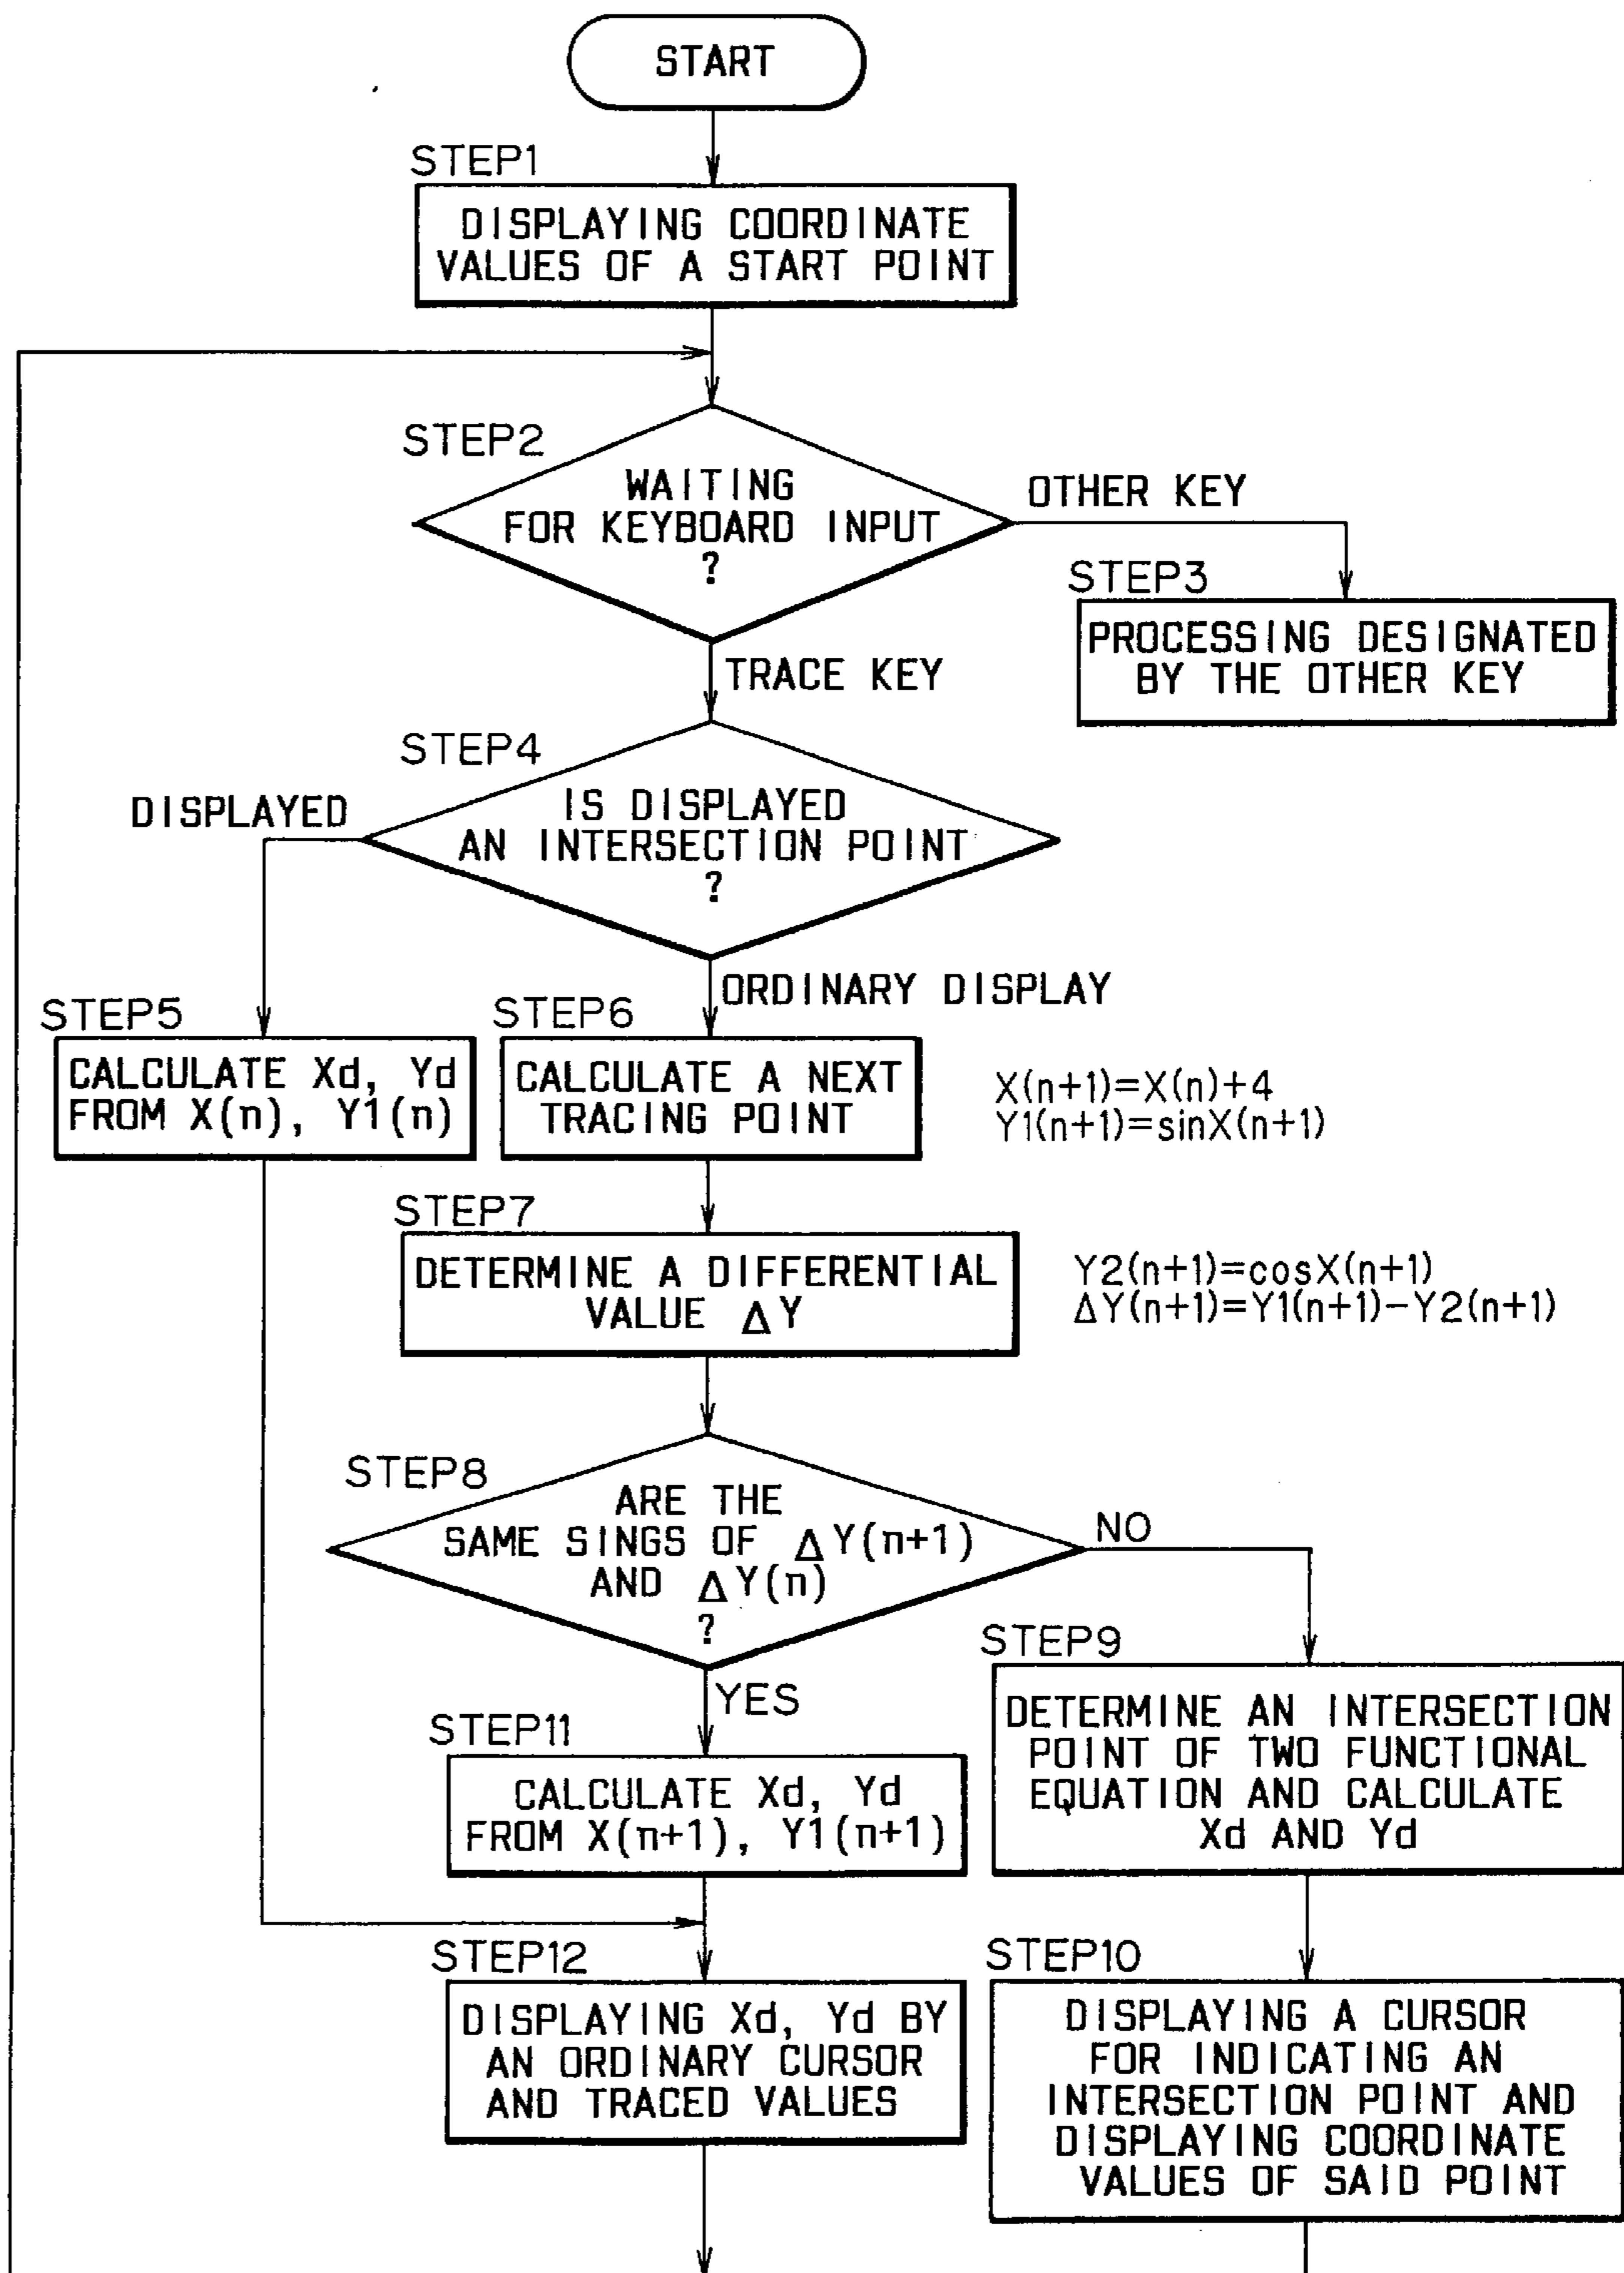 START
STEP1
DISPLAYING COORDINATE
VALUES OF A START POINT
STEP2
WAITING
FOR KEYBOARD INPUT
?
OTHER KEY
STEP3
PROCESSING DESIGNATED
BY THE OTHER KEY
TRACE KEY
STEP4
IS DISPLAYED
AN INTERSECTION POINT
?
DISPLAYED
ORDINARY DISPLAY
STEP5
CALCULATE Xd, Yd
FROM X(n), Y1(n)
STEP6
CALCULATE A NEXT
TRACING POINT
X(n+1)=X(n)+4
Y1(n+1)=sinX(n+1)
STEP7
DETERMINE A DIFFERENTIAL
VALUE ΔY
Y2(n+1)=cosX(n+1)
ΔY(n+1)=Y1(n+1)-Y2(n+1)
STEP8
ARE THE
SAME SINGS OF ΔY(n+1)
AND ΔY(n)
?
NO
YES
STEP9
DETERMINE AN INTERSECTION
POINT OF TWO FUNCTIONAL
EQUATION AND CALCULATE
Xd AND Yd
STEP11
CALCULATE Xd, Yd
FROM X(n+1), Y1(n+1)
STEP12
DISPLAYING Xd, Yd BY
AN ORDINARY CURSOR
AND TRACED VALUES
STEP10
DISPLAYING A CURSOR
FOR INDICATING AN
INTERSECTION POINT AND
DISPLAYING COORDINATE
VALUES OF SAID POINT